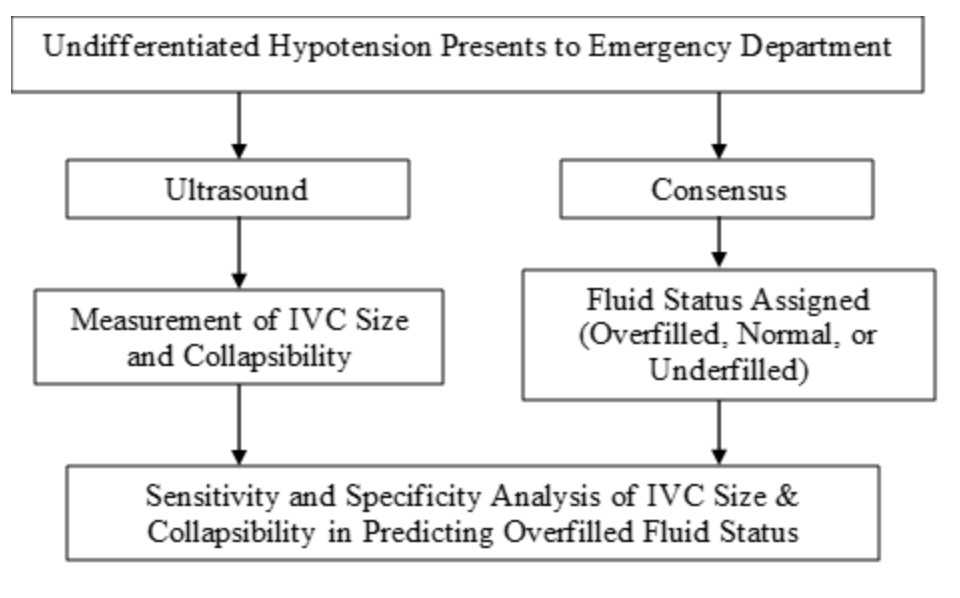 Undifferentiated Hypotension Presents to Emergency Department
Ultrasound
Consensus
Measurement of IVC Size
and Collapsibility
Fluid Status Assigned
(Overfilled, Normal, or
Underfilled)
Sensitivity and Specificity Analysis of IVC Size &
Collapsibility in Predicting Overfilled Fluid Status